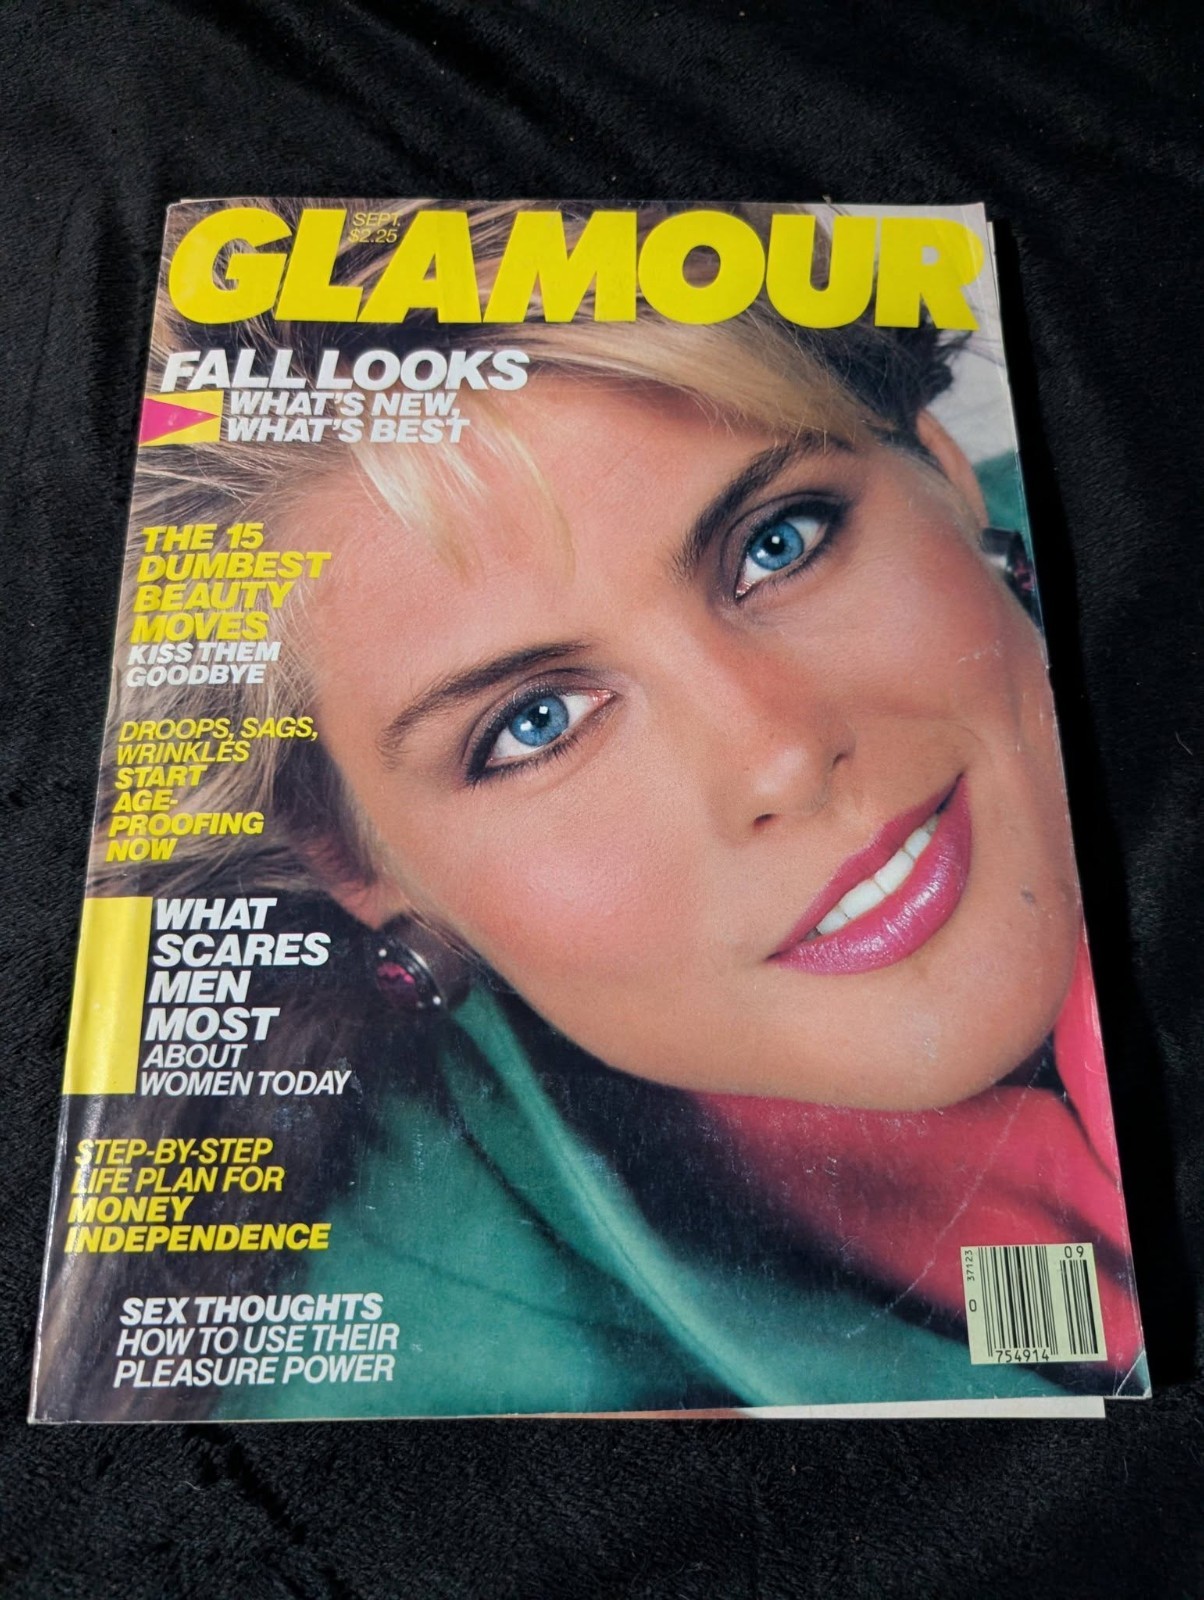 GLAMOUR
SEPT.
$2.25
FALL LOOKS
WHAT'S NEW,
WHAT'S BEST
THE 15
DUMBEST
BEAUTY
MOVES
KISS THEM
GOODBYE
DROOPS, SAGS,
WRINKLES
START
AGE-
PROOFING
NOW
WHAT
SCARES
MEN
MOST
ABOUT
WOMEN TODAY
STEP-BY-STEP
LIFE PLAN FOR
MONEY
INDEPENDENCE
SEX THOUGHTS
HOW TO USE THEIR
PLEASURE POWER
09
37123
0
754914